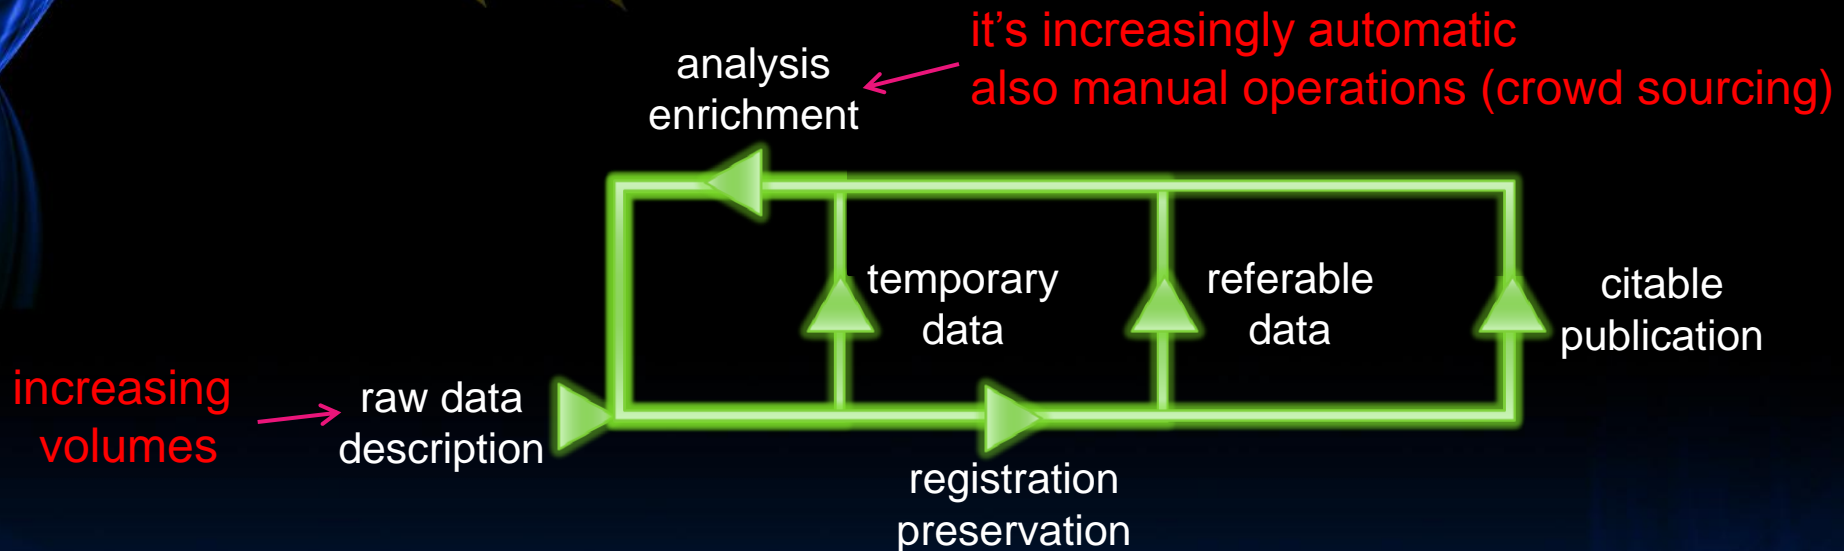 it’s increasingly automatic
also manual operations (crowd sourcing)
analysis
enrichment
temporary
data
referable
data
citable
publication
increasing
volumes
raw data
description
registration
preservation